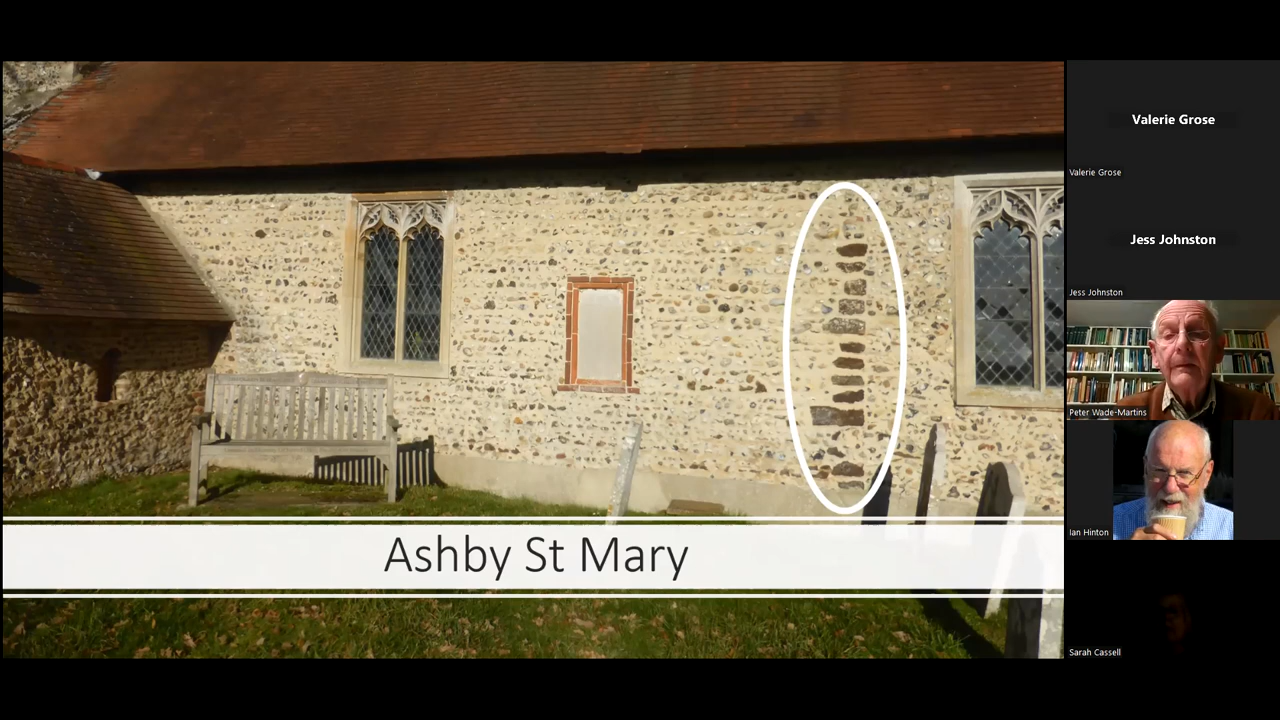 Ashby St Mary
Valerie Grose
Valerie Grose
Jess Johnston
Jess Johnston
Peter Wade-Martins
Ian Hinton
Sarah Cassell